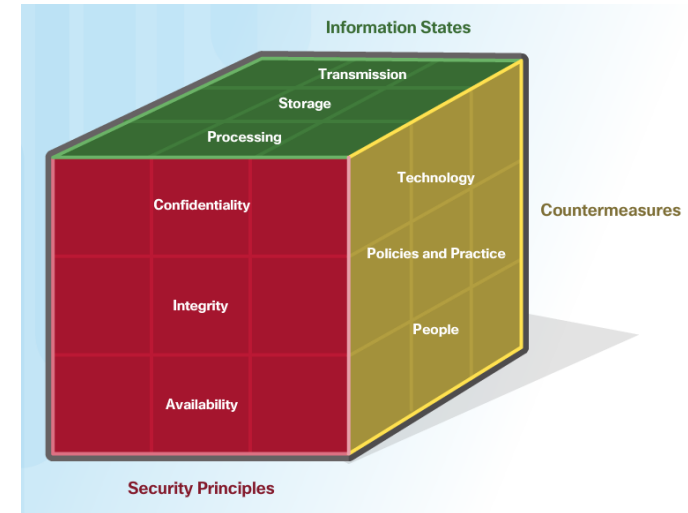 Information States
Transmission
Storage
Processing
Confidentiality
Integrity
Availability
Technology
Policies and Practice
People
Countermeasures
Security Principles